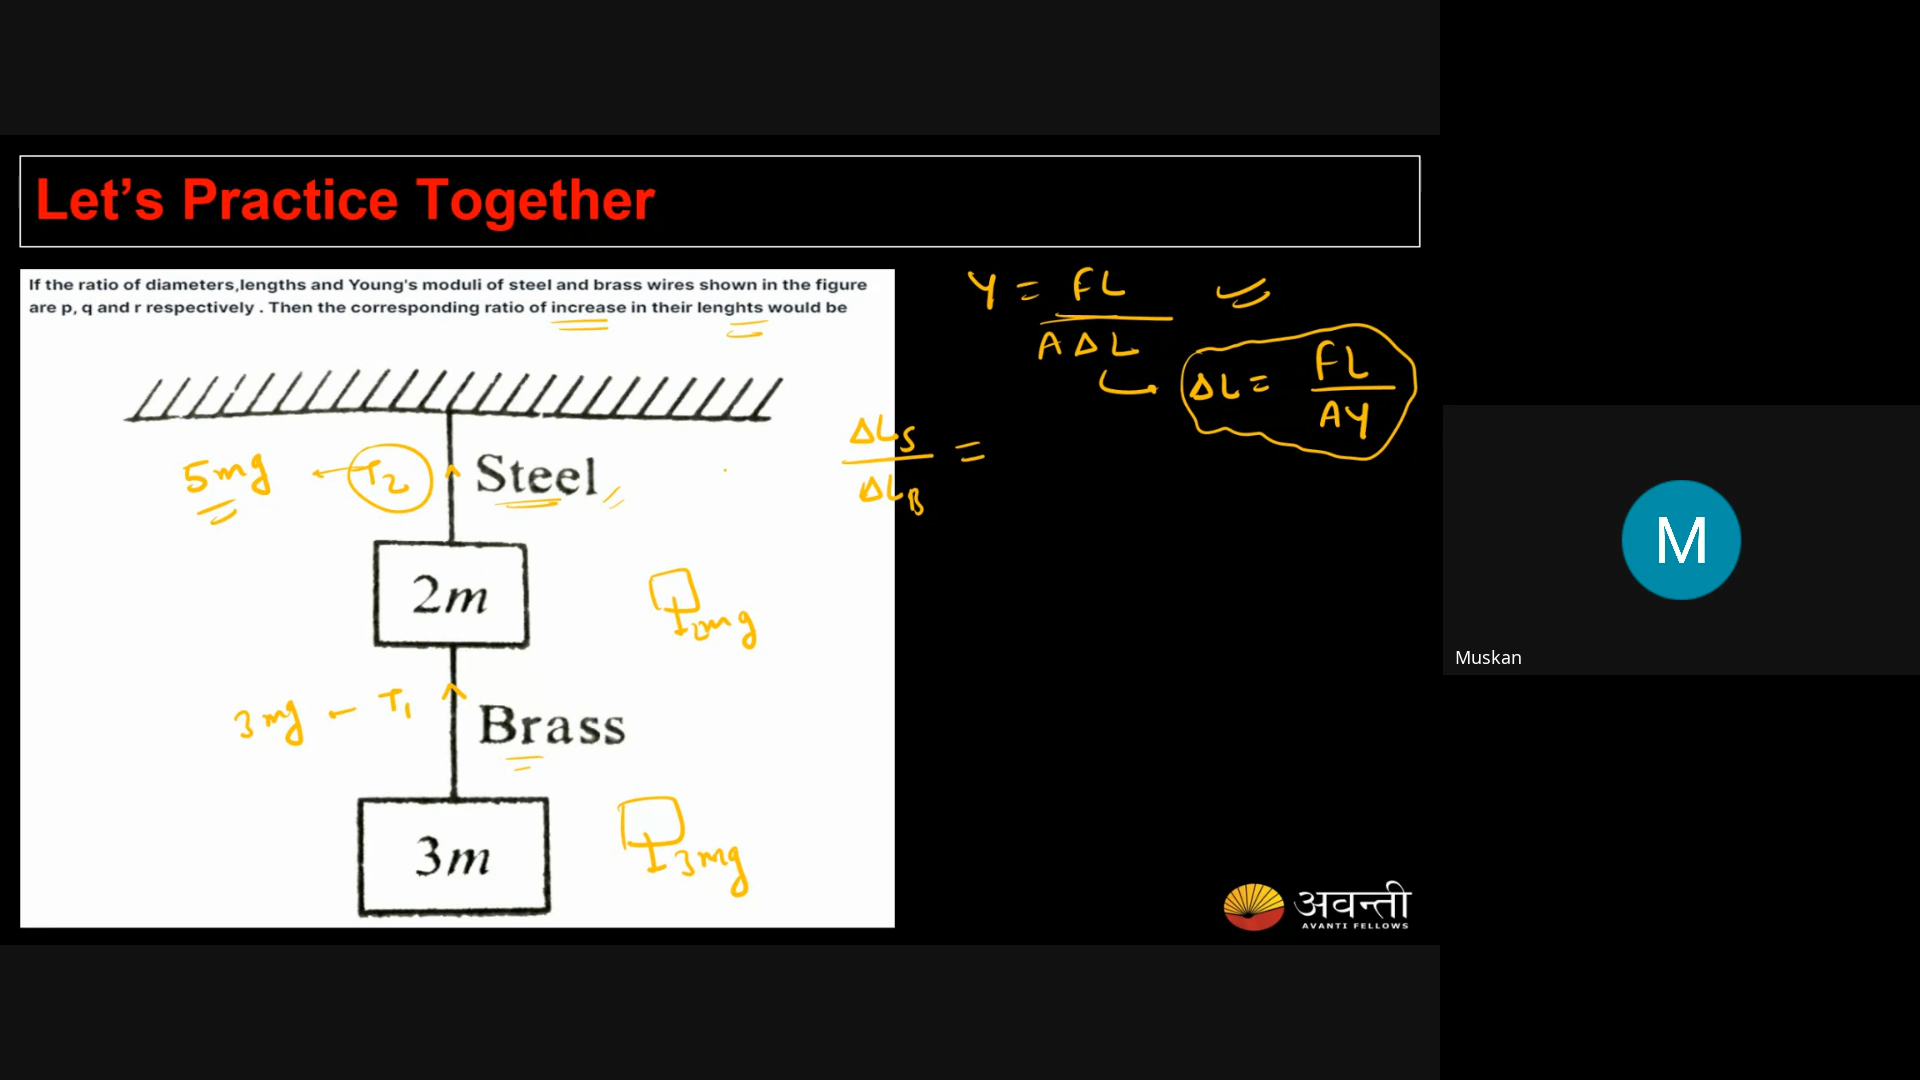 Let's Practice Together
If the ratio of diameters,lengths and Young's moduli of steel and brass wires shown in the figure
are p, q and r respectively . Then the corresponding ratio of increase in their lenghts would be
Y = FL
A Δ L
ΔL = FL
AY
ΔLS =
ΔLB
5mg
T2
Steel
2m
2mg
3mg
T1
Brass
3m
3mg
अवन्ती
AVANTI FELLOWS
M
Muskan